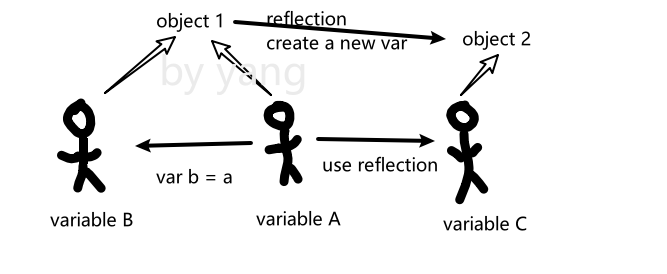 object 1
reflection
create a new var
object 2
by yang
var b = a
use reflection
variable B
variable A
variable C